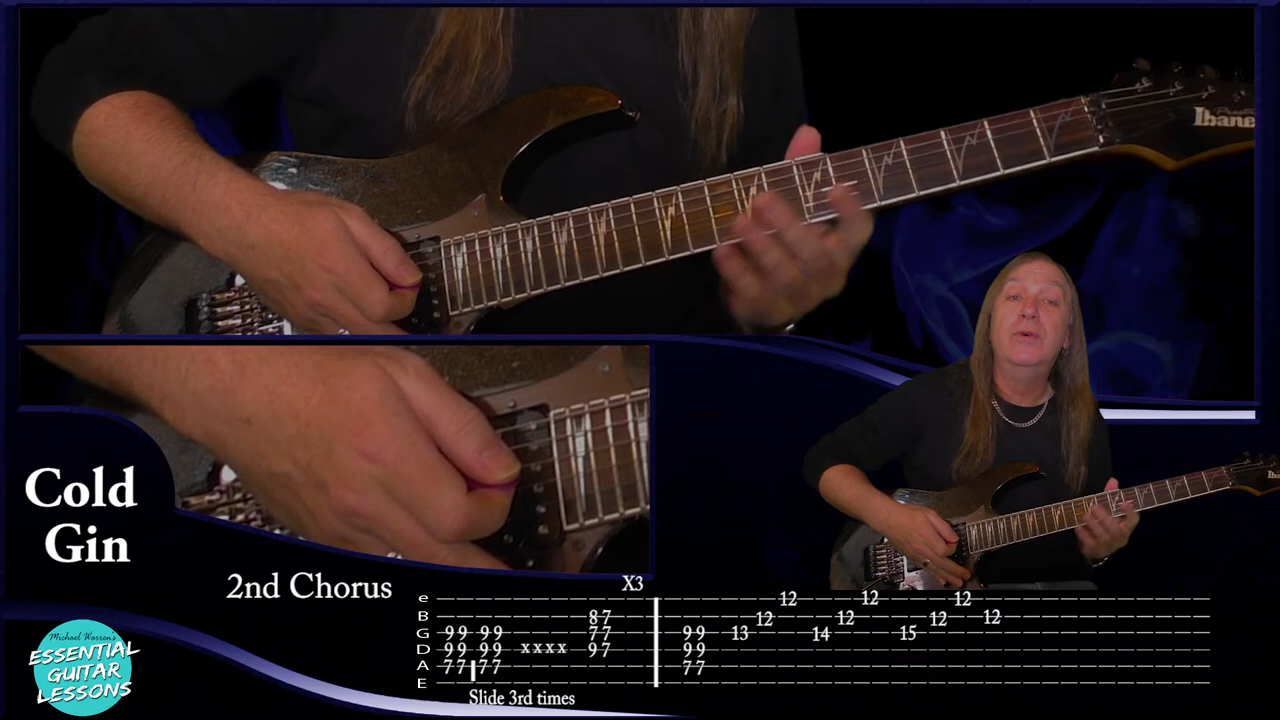 Ibane
Iba
Cold
Gin
2nd Chorus
X3
e 12 12 12
B 8 7 12 12 12 12
G 9 9 9 9 7 7 9 9 13 14 15
D 9 9 9 9 x x x x 9 7 9 9
A 7 7 7 7 7 7
E
Slide 3rd times
Michael Warren's
ESSENTIAL
GUITAR
LESSONS